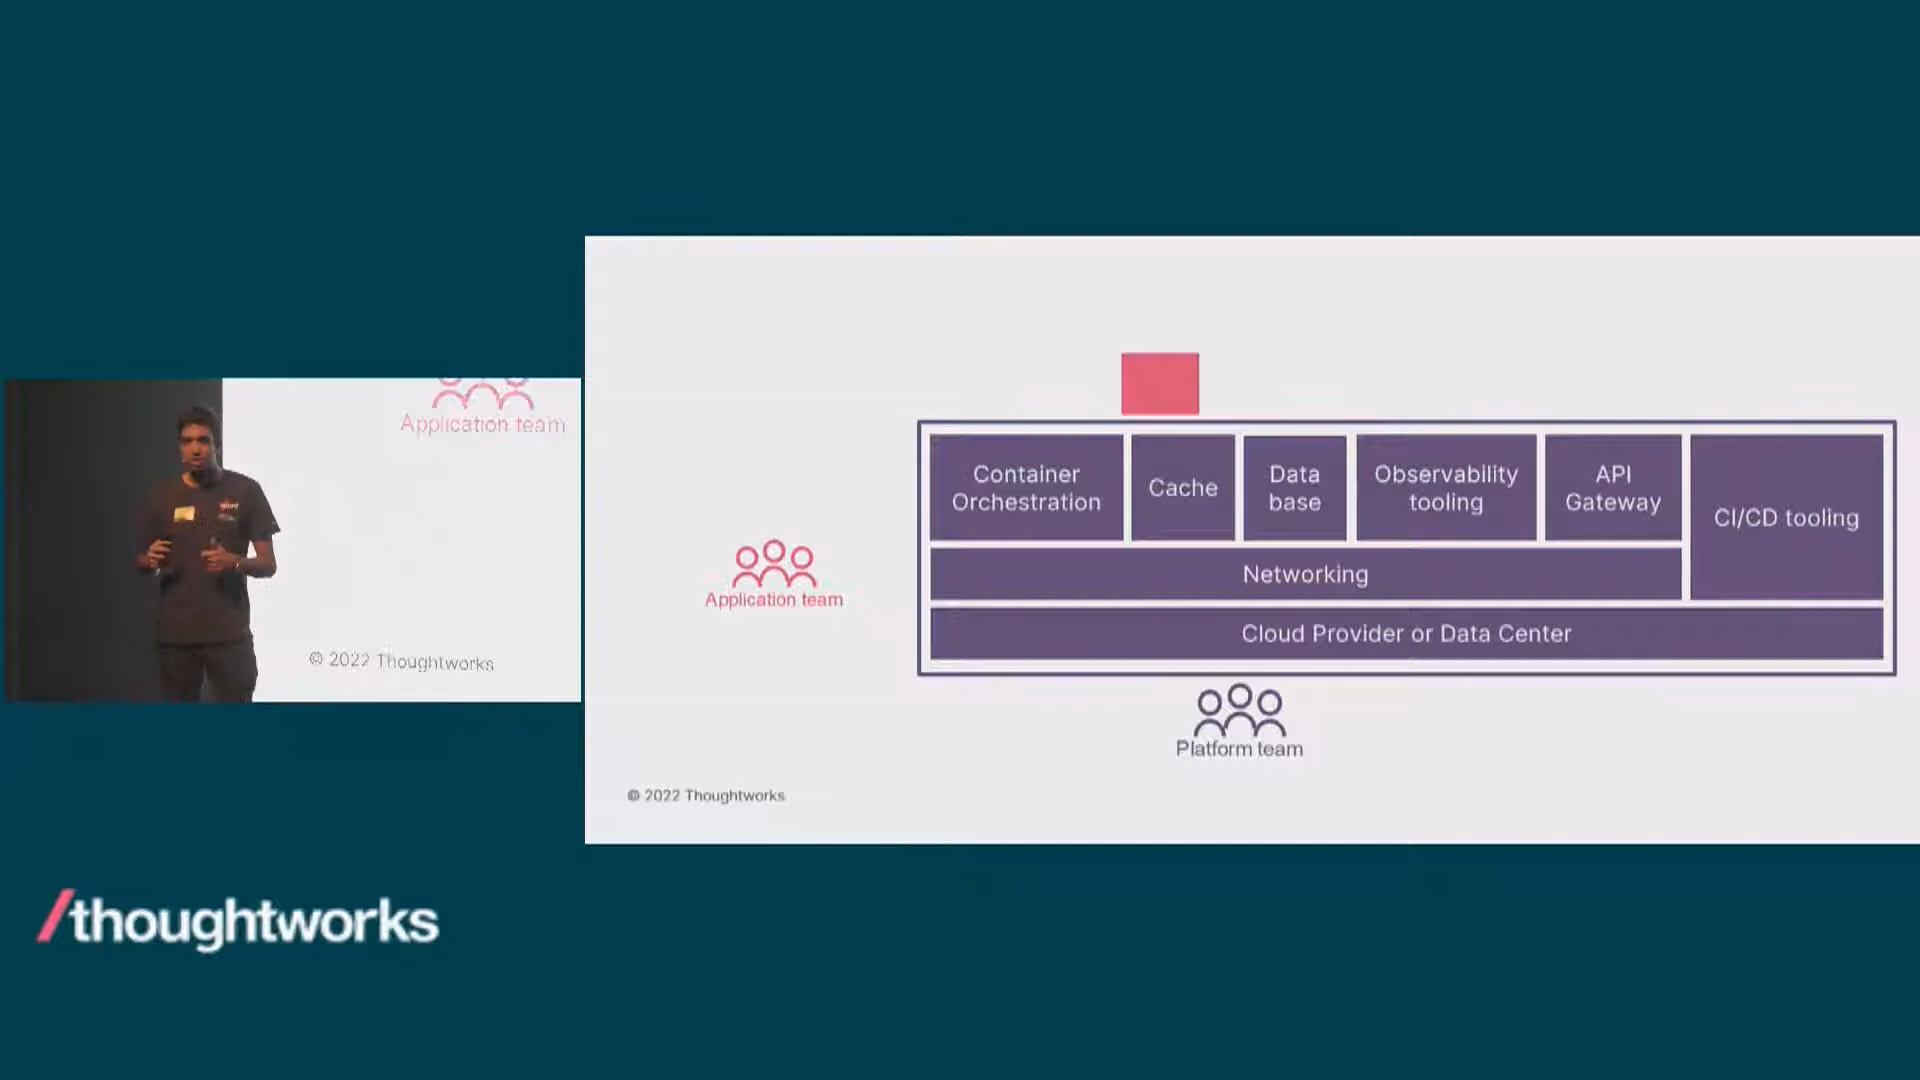 Application team
© 2022 Thoughtworks
Container
Orchestration
Cache
Data
base
Observability
tooling
API
Gateway
CI/CD tooling
Networking
Cloud Provider or Data Center
Application team
Platform team
© 2022 Thoughtworks
/thoughtworks